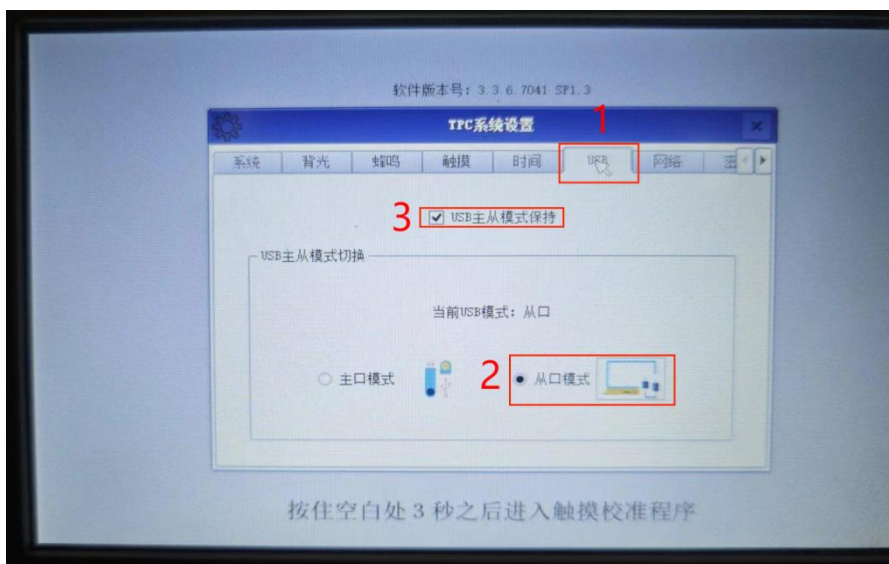 软件版本号：3.3.6.7041 SP1.3
TPC系统设置
1
系统 背光 蜂鸣 触摸 时间 USB 网络
3
USB主从模式保持
USB主从模式切换
当前USB模式：从口
主口模式
2
从口模式
按住空白处 3 秒之后进入触摸校准程序